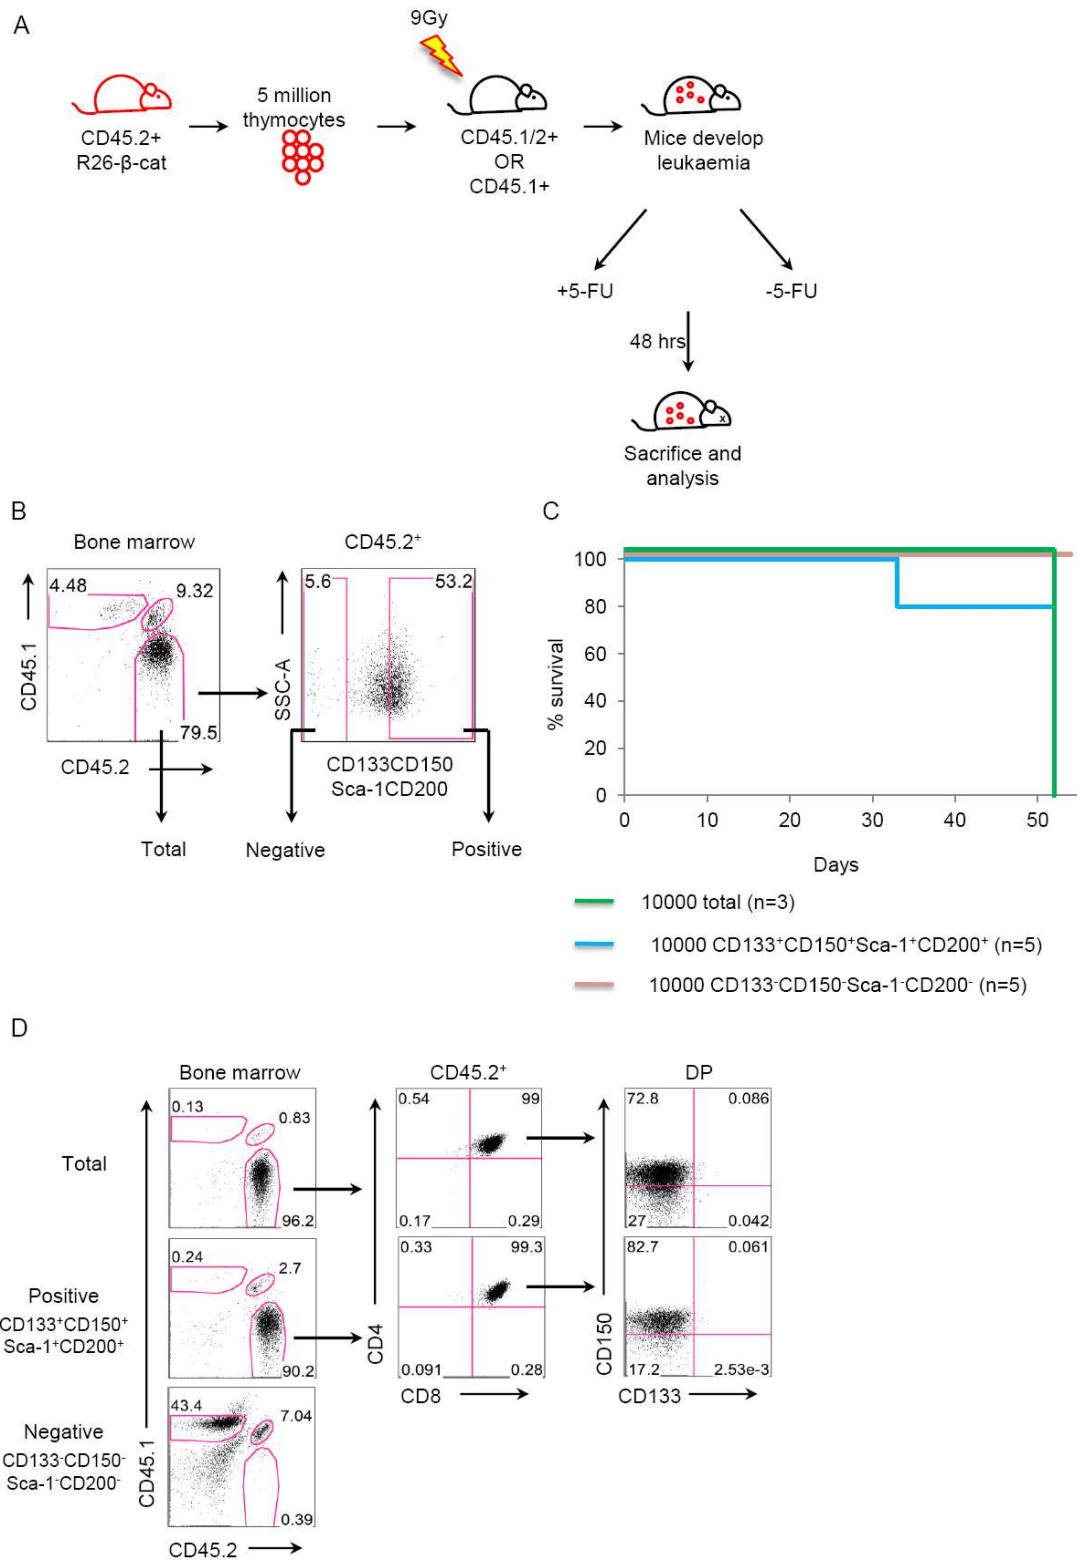 A
9Gy
CD45.2+
R26-β-cat
5 million
thymocytes
CD45.1/2+
OR
CD45.1+
Mice develop
leukaemia
+5-FU
-5-FU
48 hrs
x
Sacrifice and
analysis
B
Bone marrow
CD45.2⁺
4.48
9.32
79.5
CD45.1
CD45.2
5.6
53.2
SSC-A
CD133CD150
Sca-1CD200
Total
Negative
Positive
C
% survival
100
80
60
40
20
0
0
10
20
30
40
50
Days
10000 total (n=3)
10000 CD133⁺CD150⁺Sca-1⁺CD200⁺ (n=5)
10000 CD133⁻CD150⁻Sca-1⁻CD200⁻ (n=5)
D
Bone marrow
CD45.2⁺
DP
Total
0.13
0.83
96.2
0.54
99
0.17
0.29
72.8
0.086
27
0.042
Positive
CD133⁺CD150⁺
Sca-1⁺CD200⁺
0.24
2.7
90.2
0.33
99.3
0.091
0.28
82.7
0.061
17.2
2.53e-3
CD4
CD8
CD150
CD133
Negative
CD133⁻CD150⁻
Sca-1⁻CD200⁻
43.4
7.04
0.39
CD45.1
CD45.2